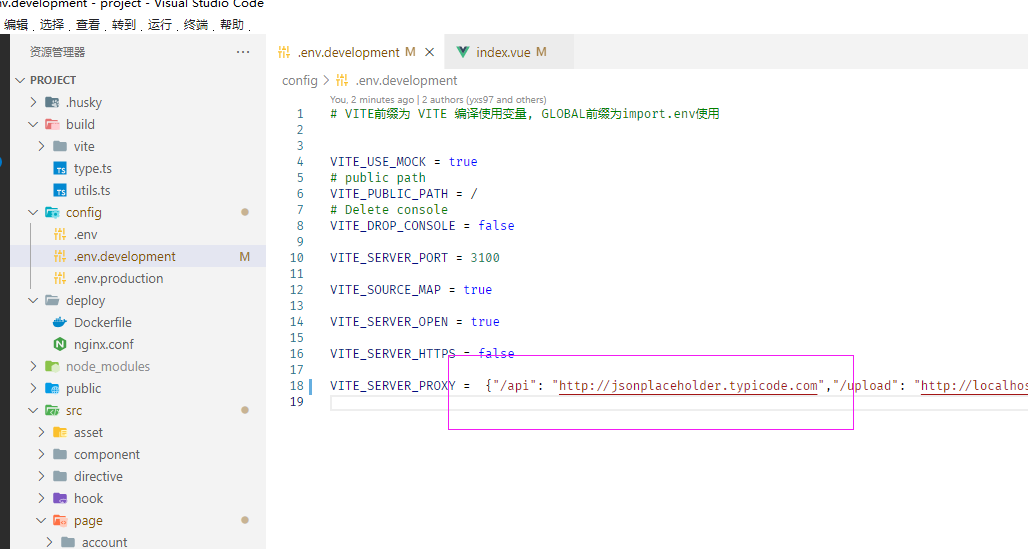 .development - project - Visual Studio Code
编辑 选择 查看 转到 运行 终端 帮助
资源管理器 ···
PROJECT
.husky
build
vite
type.ts
utils.ts
config
.env
.env.development M
.env.production
deploy
Dockerfile
nginx.conf
node_modules
public
src
asset
component
directive
hook
page
account
.env.development M
index.vue M
config > .env.development
You, 2 minutes ago | 2 authors (yxs97 and others)
1 # VITE前缀为 VITE 编译使用变量, GLOBAL前缀为import.env使用
2
3
4 VITE_USE_MOCK = true
5 # public path
6 VITE_PUBLIC_PATH = /
7 # Delete console
8 VITE_DROP_CONSOLE = false
9
10 VITE_SERVER_PORT = 3100
11
12 VITE_SOURCE_MAP = true
13
14 VITE_SERVER_OPEN = true
15
16 VITE_SERVER_HTTPS = false
17
18 VITE_SERVER_PROXY =  {"/api": "http://jsonplaceholder.typicode.com","/upload": "http://localhos
19